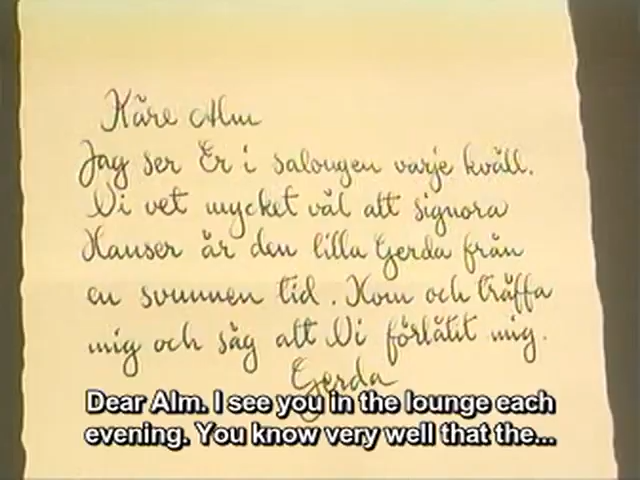 Käre Alm
Jag ser Er i salongen varje kväll.
Ni vet mycket väl att signora
Hauser är den lilla Gerda från
en svunnen tid. Kom och träffa
mig och säg att Ni förlåtit mig.
Gerda
Dear Alm. I see you in the lounge each
evening. You know very well that the...